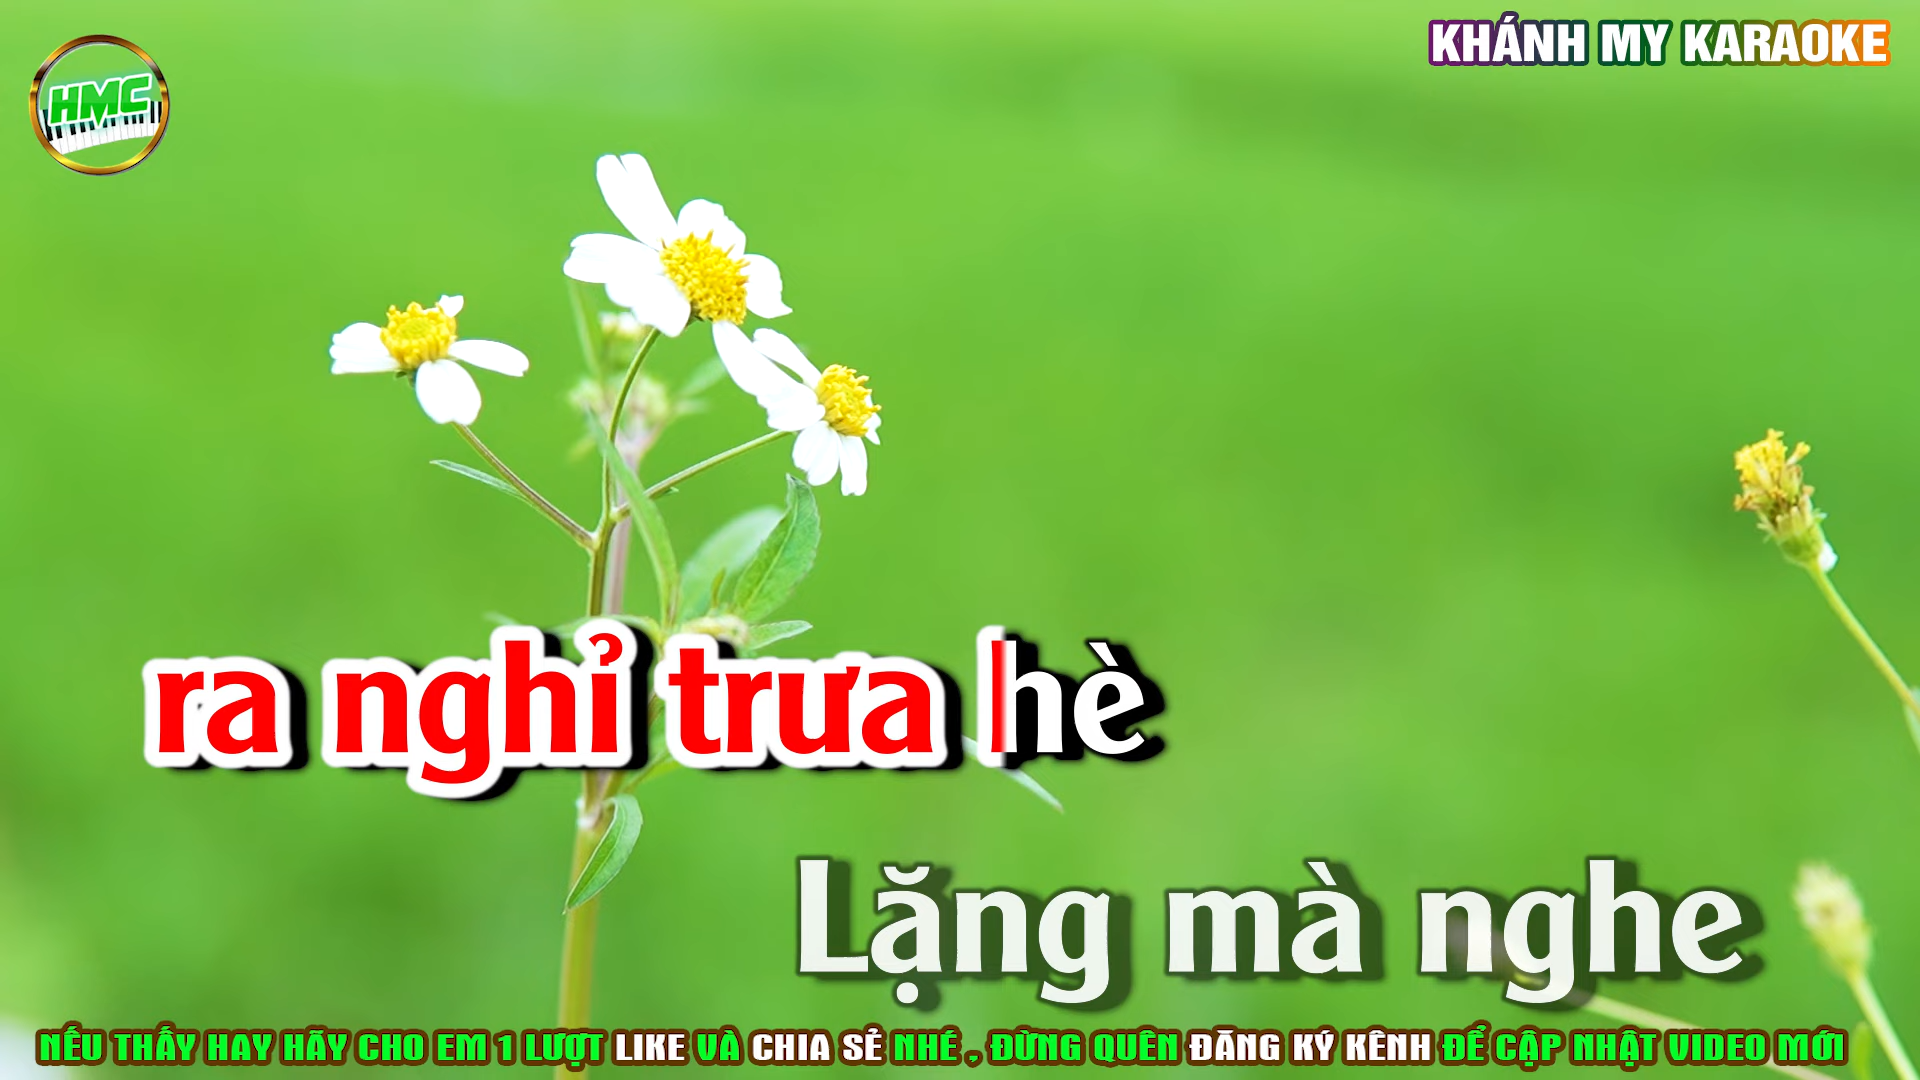 KHÁNH MY KARAOKE
HMC
ra nghỉ trưa hè
Lặng mà nghe
NẾU THẤY HAY HÃY CHO EM 1 LƯỢT LIKE VÀ CHIA SẺ NHÉ , ĐỪNG QUÊN ĐĂNG KÝ KÊNH ĐỂ CẬP NHẬT VIDEO MỚI